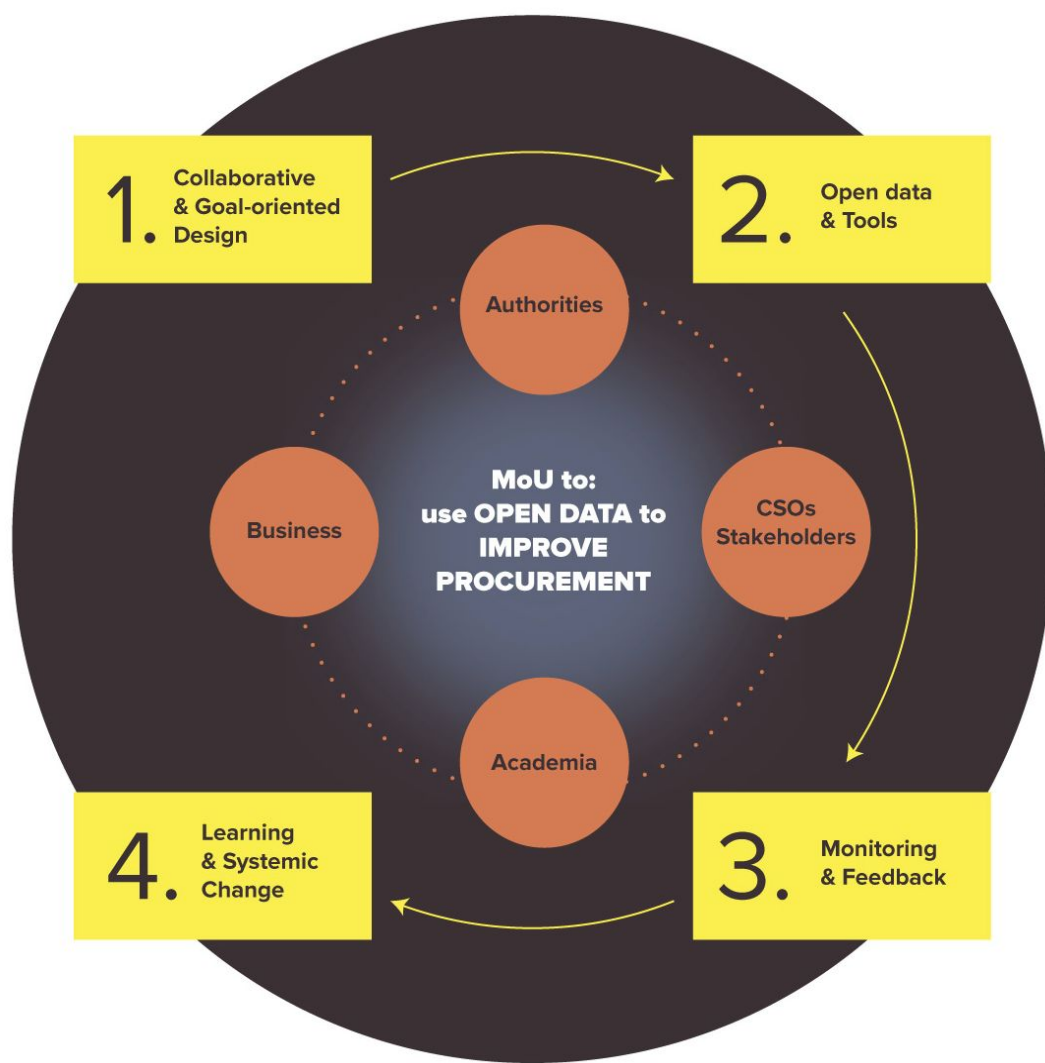 1.
Collaborative
& Goal-oriented
Design
2.
Open data
& Tools
Authorities
Business
MoU to:
use OPEN DATA to
IMPROVE
PROCUREMENT
CSOs
Stakeholders
Academia
4.
Learning
& Systemic
Change
3.
Monitoring
& Feedback